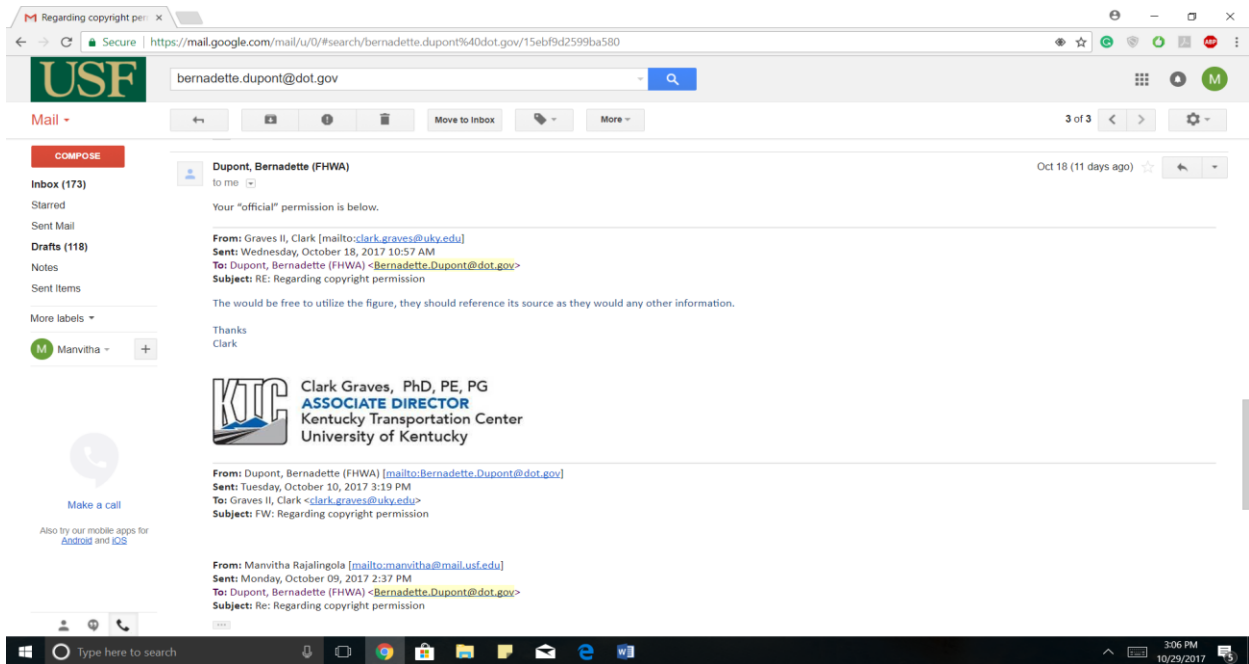 Regarding copyright per
Secure | https://mail.google.com/mail/u/0/#search/bernadette.dupont%40dot.gov/15ebf9d2599ba580
ABP
USF
bernadette.dupont@dot.gov
M
Mail
Move to Inbox
More
3 of 3
COMPOSE
Inbox (173)
Starred
Sent Mail
Drafts (118)
Notes
Sent Items
More labels
M Manvitha
Make a call
Also try our mobile apps for
Android and iOS
Dupont, Bernadette (FHWA)
Oct 18 (11 days ago)
to me
Your “official” permission is below.
From: Graves II, Clark [mailto:clark.graves@uky.edu]
Sent: Wednesday, October 18, 2017 10:57 AM
To: Dupont, Bernadette (FHWA) <Bernadette.Dupont@dot.gov>
Subject: RE: Regarding copyright permission
The would be free to utilize the figure, they should reference its source as they would any other information.
Thanks
Clark
KTC
Clark Graves, PhD, PE, PG
ASSOCIATE DIRECTOR
Kentucky Transportation Center
University of Kentucky
From: Dupont, Bernadette (FHWA) [mailto:Bernadette.Dupont@dot.gov]
Sent: Tuesday, October 10, 2017 3:19 PM
To: Graves II, Clark <clark.graves@uky.edu>
Subject: FW: Regarding copyright permission
From: Manvitha Rajalingola [mailto:manvitha@mail.usf.edu]
Sent: Monday, October 09, 2017 2:37 PM
To: Dupont, Bernadette (FHWA) <Bernadette.Dupont@dot.gov>
Subject: Re: Regarding copyright permission
Type here to search
3:06 PM
10/29/2017
5